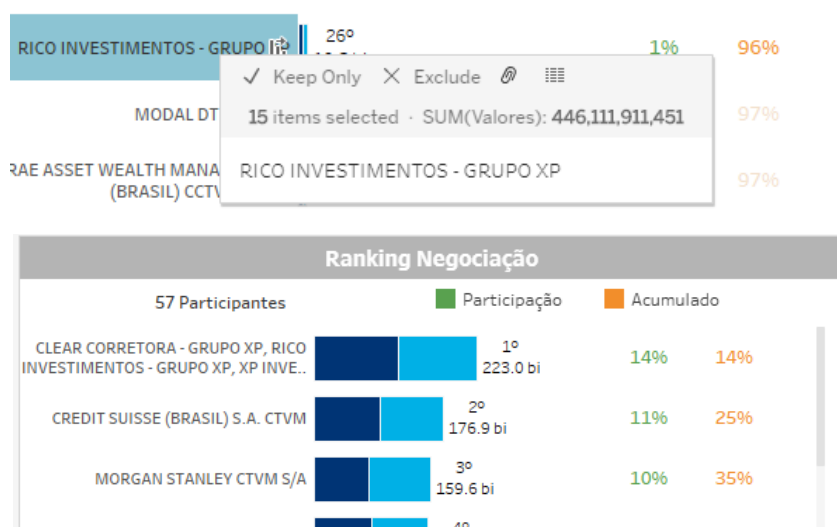 RICO INVESTIMENTOS - GRUPO
26º
1%
96%
Keep Only
Exclude
MODAL DT
15 items selected · SUM(Valores): 446,111,911,451
97%
ASSET WEALTH MANA
(BRASIL)
RICO INVESTIMENTOS - GRUPO XP
97%
Ranking Negociação
57 Participantes
Participação
Acumulado
CLEAR CORRETORA - GRUPO XP, RICO
INVESTIMENTOS - GRUPO XP, XP INVE..
1º
223.0 bi
14%
14%
CREDIT SUISSE (BRASIL) S.A. CTVM
2º
176.9 bi
11%
25%
MORGAN STANLEY CTVM S/A
3º
159.6 bi
10%
35%